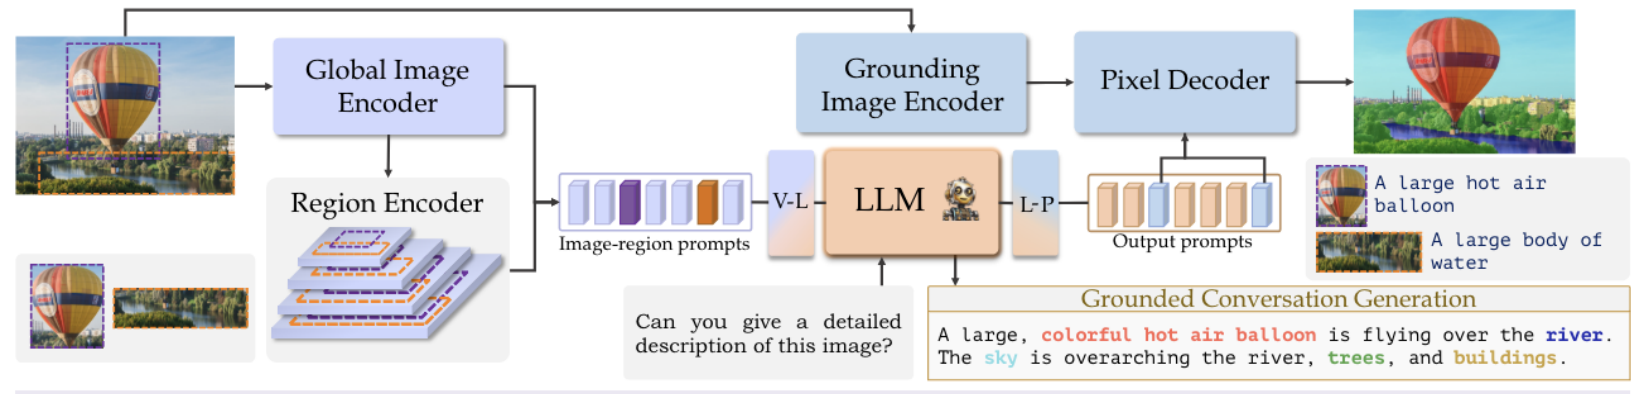 Global Image
Encoder
Grounding
Image Encoder
Pixel Decoder
Region Encoder
Image-region prompts
V-L
LLM
L-P
Output prompts
A large hot air
balloon
A large body of
water
Can you give a detailed
description of this image?
Grounded Conversation Generation
A large, colorful hot air balloon is flying over the river.
The sky is overarching the river, trees, and buildings.